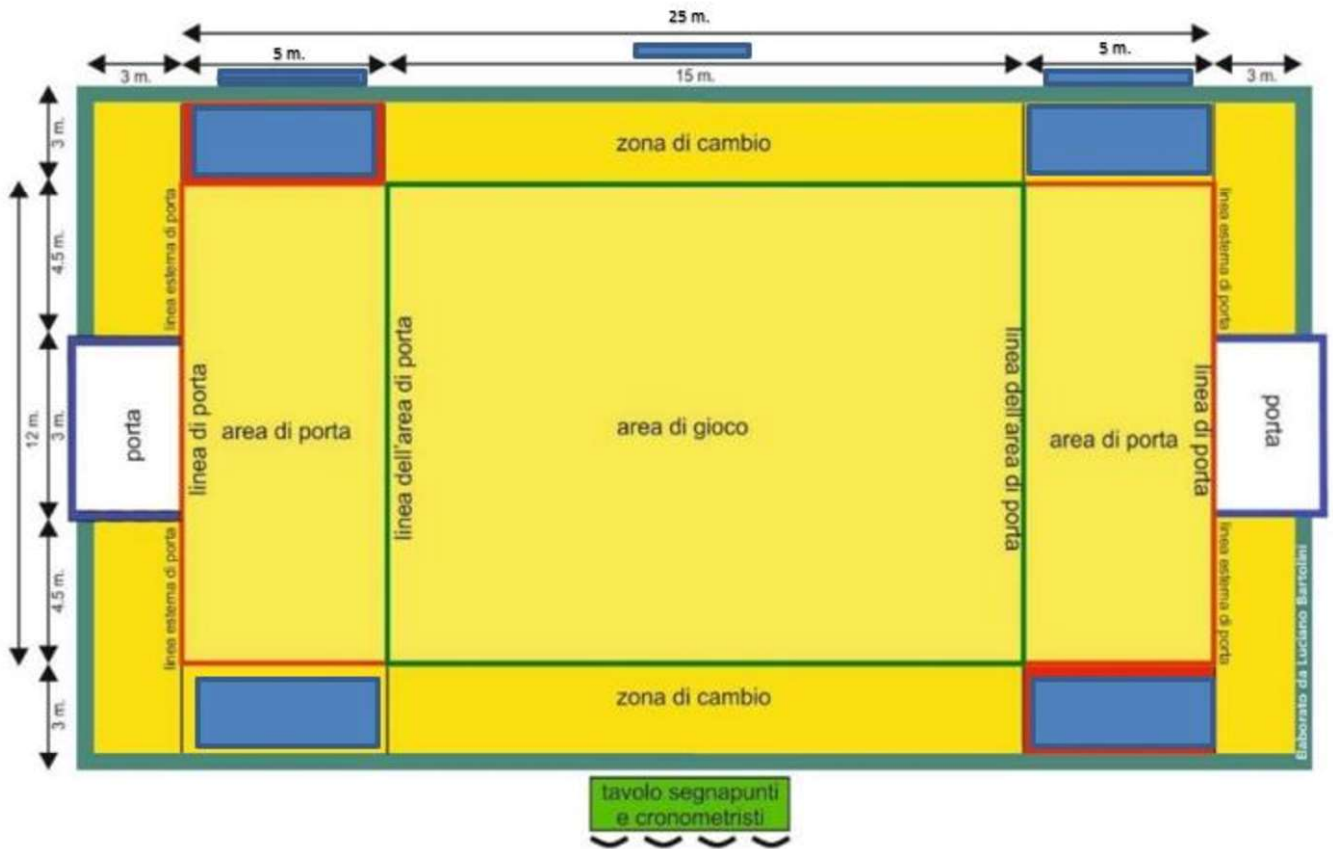 25 m.
5 m.
5 m.
3 m.
15 m.
3 m.
3 m.
zona di cambio
4.5 m.
linea esterna di porta
linea esterna di porta
12 m.
3 m.
porta
linea di porta
area di porta
linea dell'area di porta
area di gioco
linea dell'area di porta
area di porta
linea di porta
porta
4.5 m.
linea esterna di porta
linea esterna di porta
3 m.
zona di cambio
Elaborato da Luciano Bartolini
tavolo segnapunti
e cronometristi